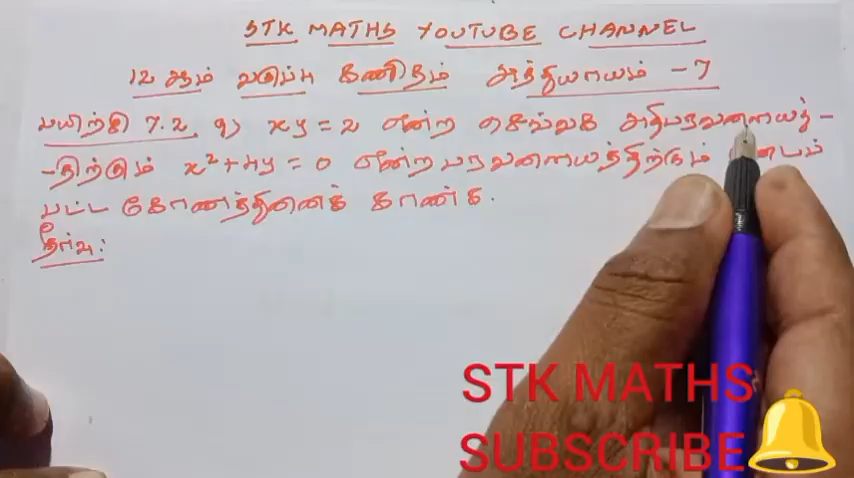 STK MATHS YOUTUBE CHANNEL
12 ஆம் வகுப்பு கணிதம் அத்தியாயம் - 7
பயிற்சி 7.2 9) xy = 2 என்ற செங்வக அதிபரவளையத் -
- திற்கும் x² + 4y = 0 என்ற பரவளையத்திற்கும்
பட்ட கோணத்தினைக் காண்க.
தீர்வு:
STK MATHS
SUBSCRIBE